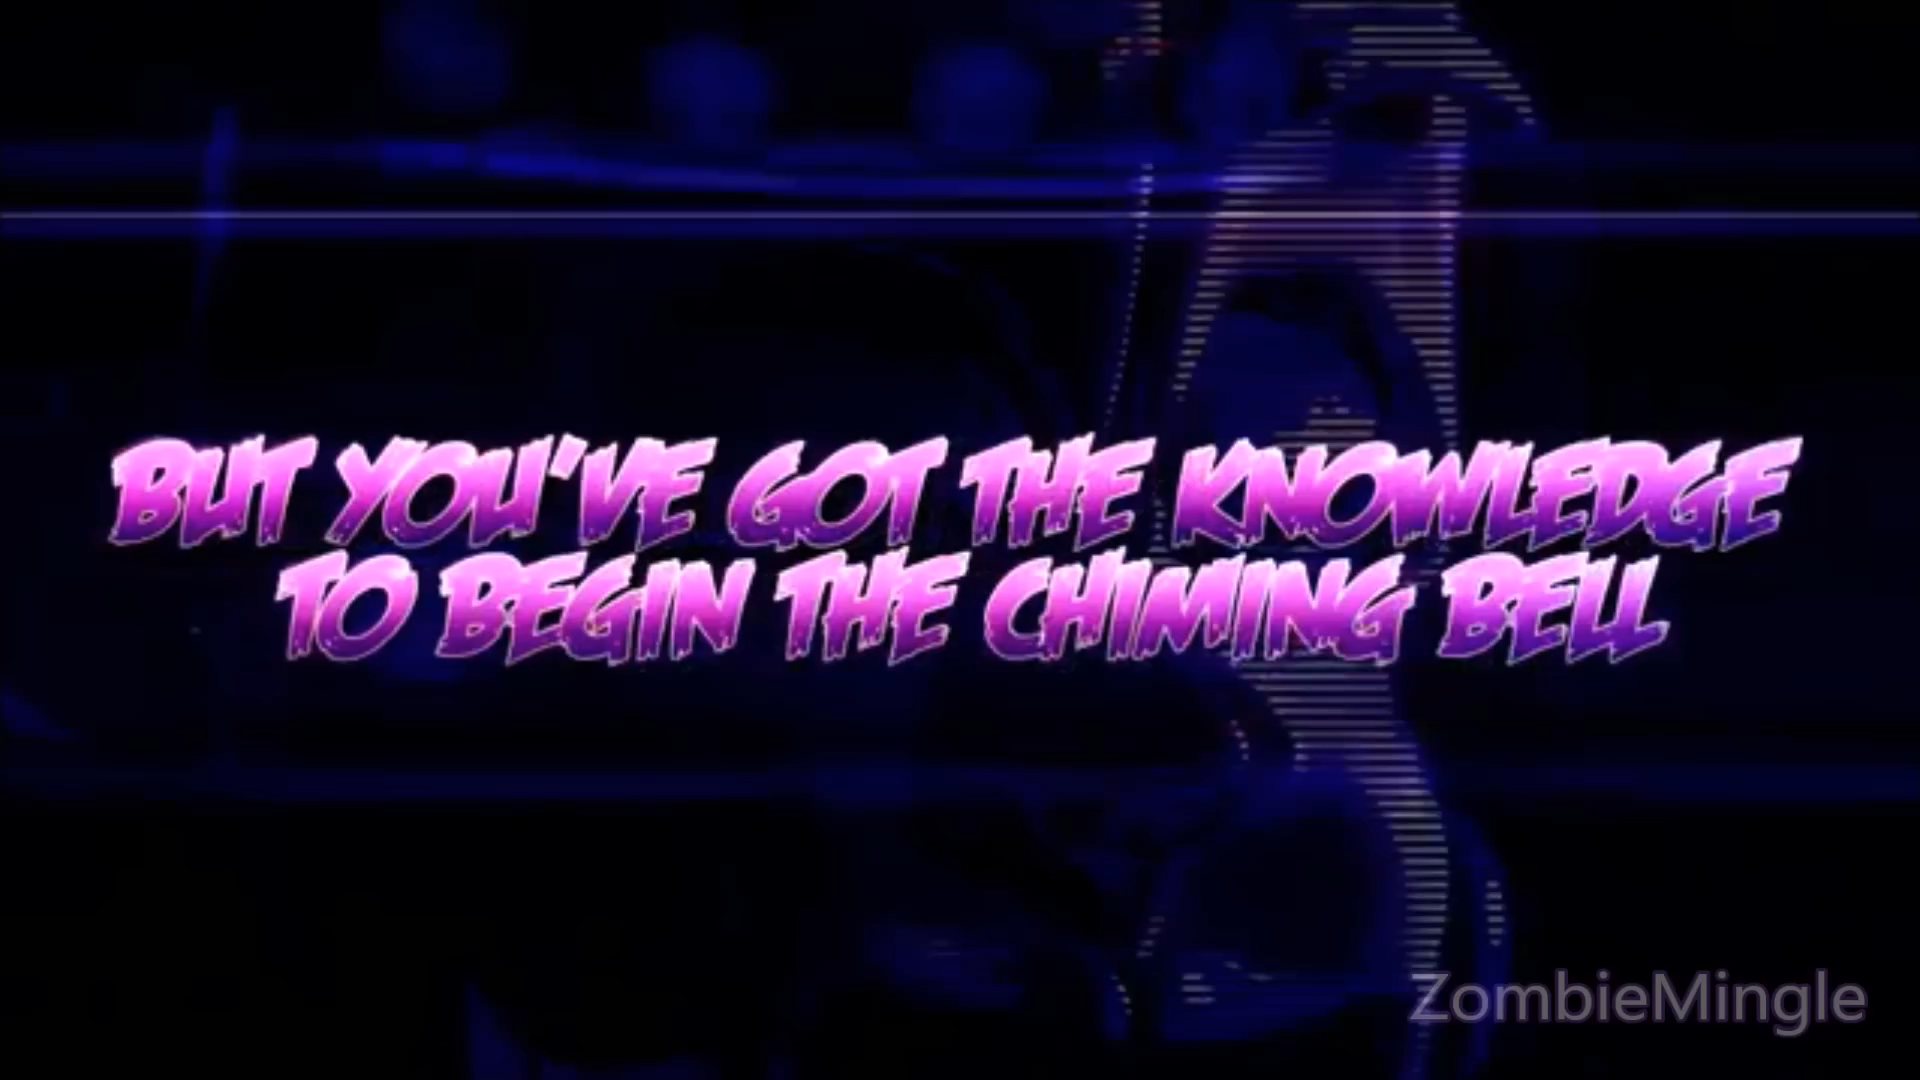 BUT YOU'VE GOT THE KNOWLEDGE
TO BEGIN THE CHIMING BELL
ZombieMingle